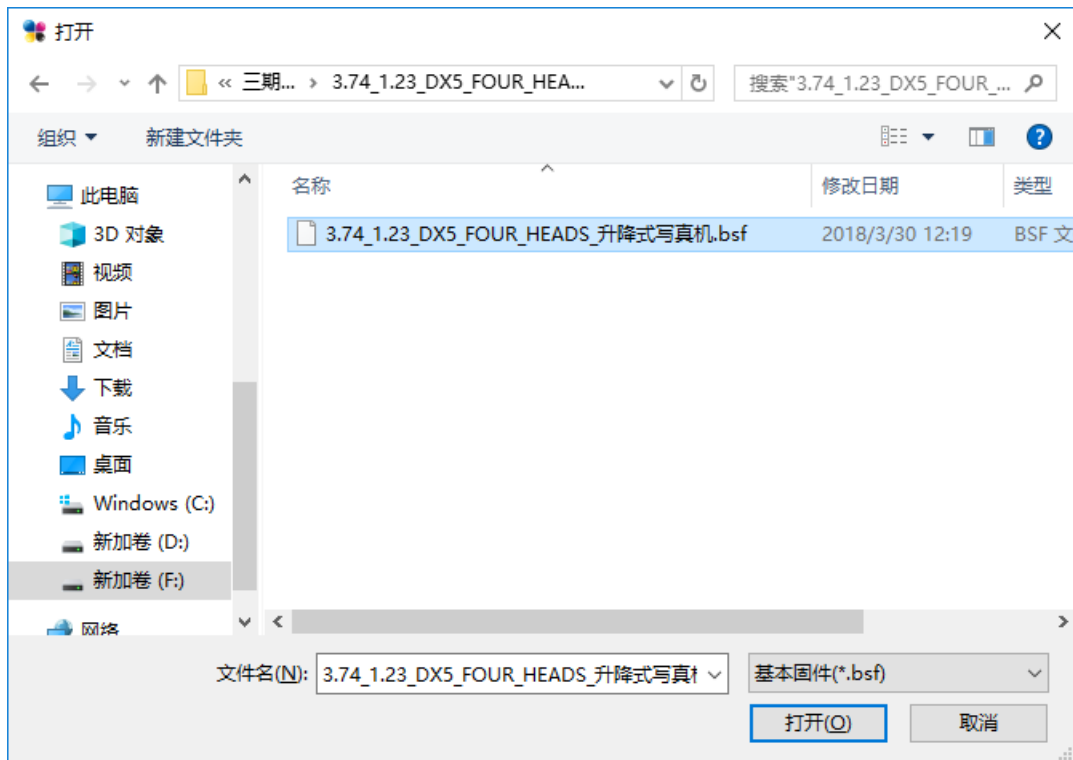 打开
« 三期... › 3.74_1.23_DX5_FOUR_HEA...
搜索"3.74_1.23_DX5_FOUR_...
组织
新建文件夹
此电脑
3D 对象
视频
图片
文档
下载
音乐
桌面
Windows (C:)
新加卷 (D:)
新加卷 (F:)
网络
名称
修改日期
类型
3.74_1.23_DX5_FOUR_HEADS_升降式写真机.bsf
2018/3/30 12:19
BSF 文
文件名(N):
3.74_1.23_DX5_FOUR_HEADS_升降式写真
基本固件(*.bsf)
打开(O)
取消